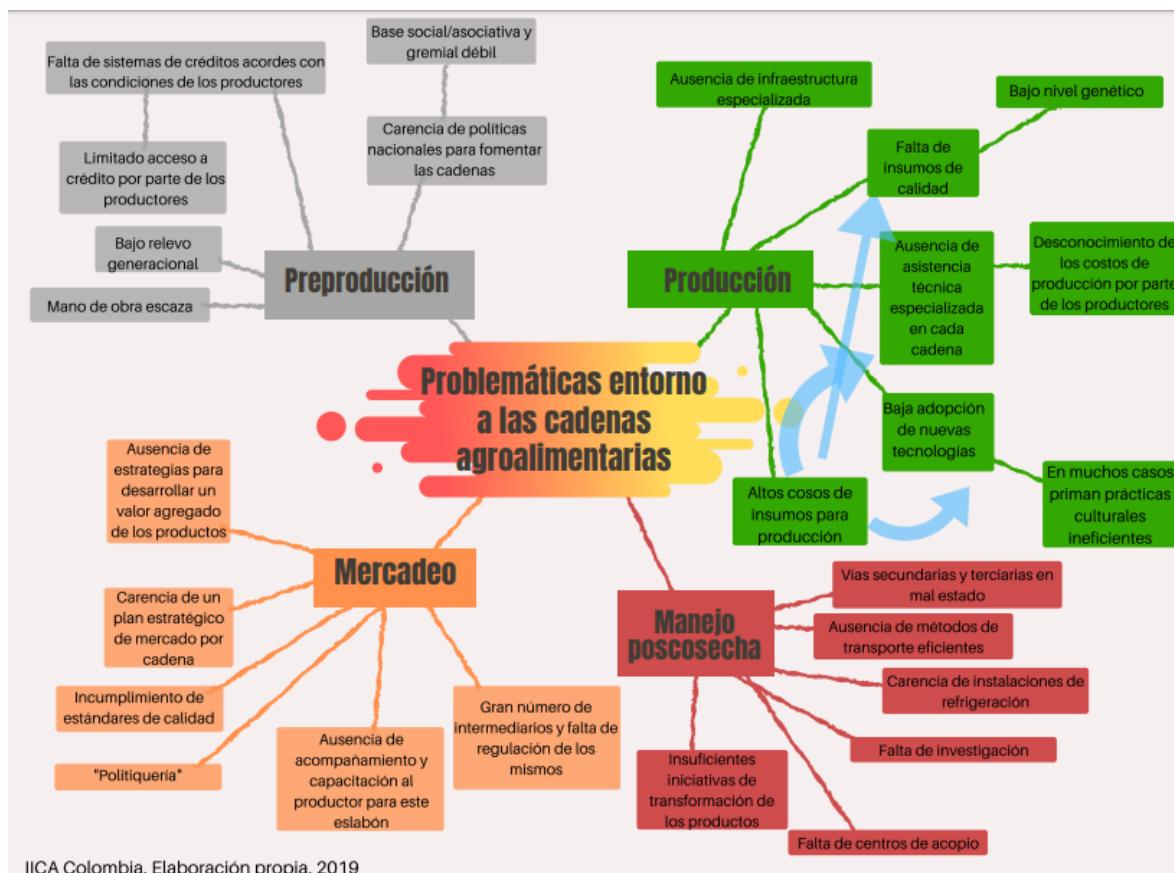 Base social/asociativa y
gremial débil
Falta de sistemas de créditos acordes con
las condiciones de los productores
Carencia de políticas
nacionales para fomentar
las cadenas
Limitado acceso a
crédito por parte de los
productores
Bajo relevo
generacional
Mano de obra escaza
Preproducción
Ausencia de infraestructura
especializada
Bajo nivel genético
Falta de
insumos de
calidad
Producción
Ausencia de
asistencia
técnica
especializada
en cada
cadena
Desconocimiento de
los costos de
producción por parte
de los productores
Baja adopción
de nuevas
tecnologías
En muchos casos
priman prácticas
culturales
ineficientes
Altos cosos de
insumos para
producción
Problemáticas entorno
a las cadenas
agroalimentarias
Ausencia de
estrategias para
desarrollar un
valor agregado
de los productos
Mercadeo
Carencia de un
plan estratégico
de mercado por
cadena
Incumplimiento de
estándares de calidad
"Politiquería"
Ausencia de
acompañamiento y
capacitación al
productor para este
eslabón
Gran número de
intermediarios y falta de
regulación de los
mismos
Manejo
poscosecha
Vías secundarias y terciarias en
mal estado
Ausencia de métodos de
transporte eficientes
Carencia de instalaciones de
refrigeración
Falta de investigación
Insuficientes
iniciativas de
transformación de
los productos
Falta de centros de acopio
IICA Colombia. Elaboración propia. 2019